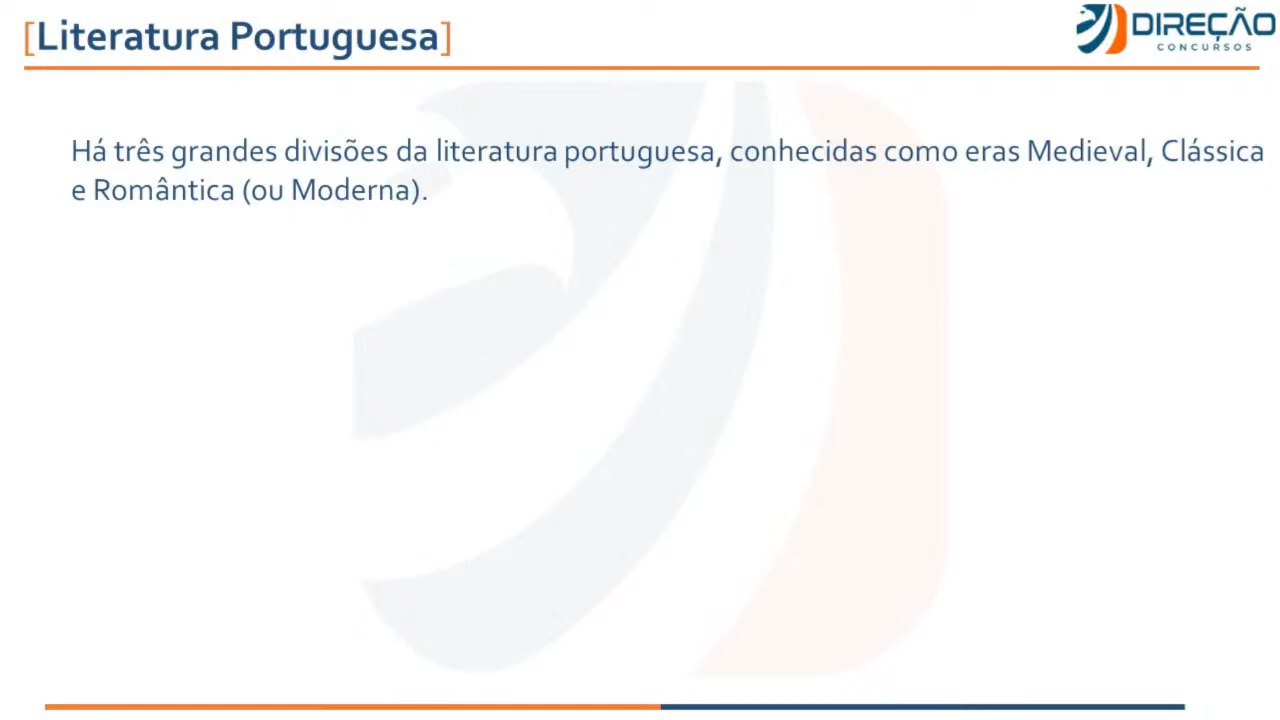 [Literatura Portuguesa]
DIREÇÃO
CONCURSOS
Há três grandes divisões da literatura portuguesa, conhecidas como eras Medieval, Clássica
e Romântica (ou Moderna).